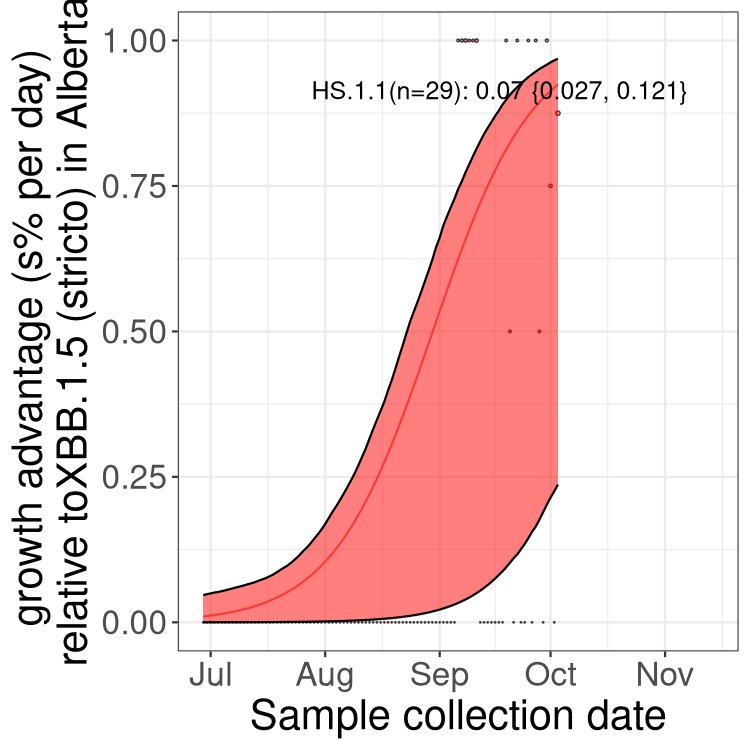 growth advantage (s% per day)
relative toXBB.1.5 (stricto) in Alberta
1.00
0.75
0.50
0.25
0.00
HS.1.1(n=29): 0.07 {0.027, 0.121}
Jul Aug Sep Oct Nov
Sample collection date